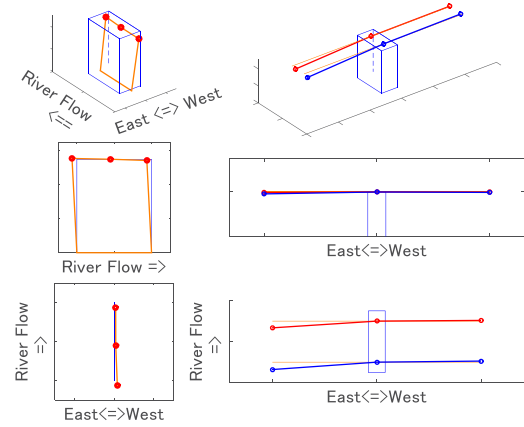 River Flow
<==
East <=> West
River Flow =>
East<=>West
River Flow
=>
East<=>West
River Flow
=>
East<=>West